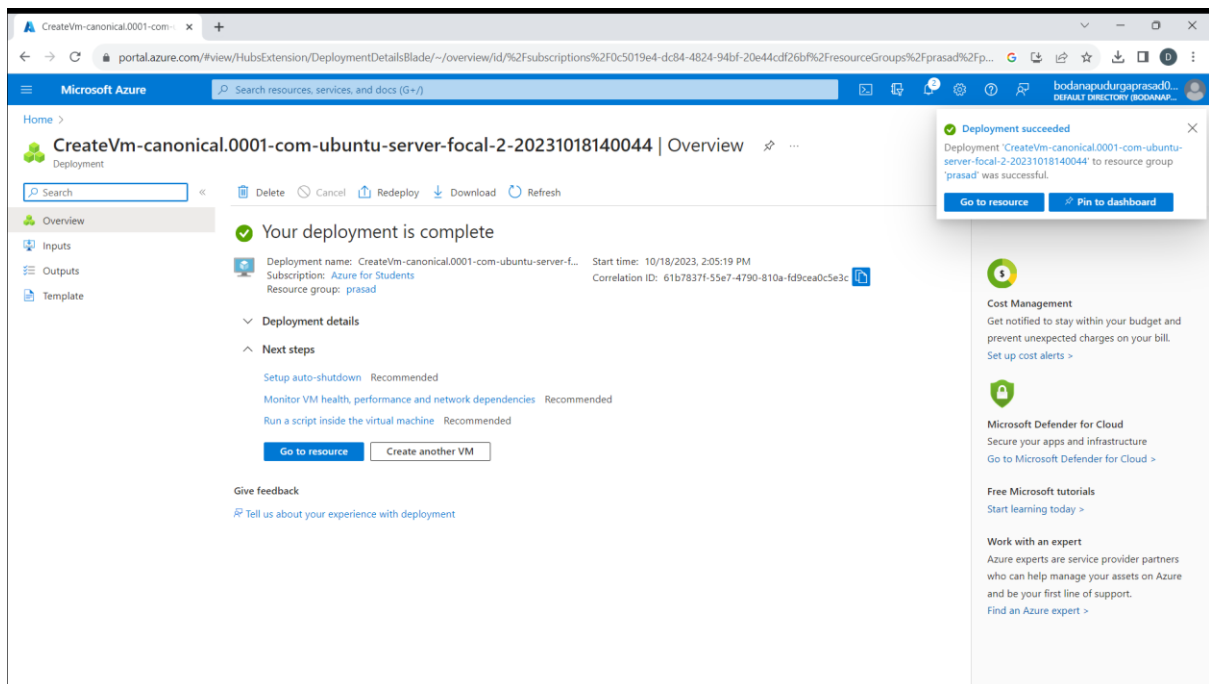 CreateVm-canonical.0001-com-
portal.azure.com/#view/HubsExtension/DeploymentDetailsBlade/~/overview/id/%2Fsubscriptions%2F0c5019e4-dc84-4824-94bf-20e44cdf26bf%2FresourceGroups%2Fprasad%2Fp...
D
Microsoft Azure
Search resources, services, and docs (G+/)
2
bodanapudurgaprasad0...
DEFAULT DIRECTORY (BODANAP...
Home >
CreateVm-canonical.0001-com-ubuntu-server-focal-2-20231018140044 | Overview
Deployment
Search
Delete
Cancel
Redeploy
Download
Refresh
Overview
Inputs
Outputs
Template
Your deployment is complete
Deployment name: CreateVm-canonical.0001-com-ubuntu-server-f...
Subscription: Azure for Students
Resource group: prasad
Start time: 10/18/2023, 2:05:19 PM
Correlation ID: 61b7837f-55e7-4790-810a-fd9cea0c5e3c
Deployment details
Next steps
Setup auto-shutdown Recommended
Monitor VM health, performance and network dependencies Recommended
Run a script inside the virtual machine Recommended
Go to resource
Create another VM
Give feedback
Tell us about your experience with deployment
Deployment succeeded
Deployment 'CreateVm-canonical.0001-com-ubuntu-
server-focal-2-20231018140044' to resource group
'prasad' was successful.
Go to resource
Pin to dashboard
Cost Management
Get notified to stay within your budget and
prevent unexpected charges on your bill.
Set up cost alerts >
Microsoft Defender for Cloud
Secure your apps and infrastructure
Go to Microsoft Defender for Cloud >
Free Microsoft tutorials
Start learning today >
Work with an expert
Azure experts are service provider partners
who can help manage your assets on Azure
and be your first line of support.
Find an Azure expert >